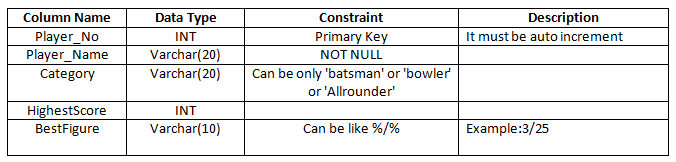 Column Name Data Type Constraint Description
Player_No INT Primary Key It must be auto increment
Player_Name Varchar(20) NOT NULL
Category Varchar(20) Can be only 'batsman' or 'bowler'
or 'Allrounder'
HighestScore INT
BestFigure Varchar(10) Can be like %/% Example:3/25